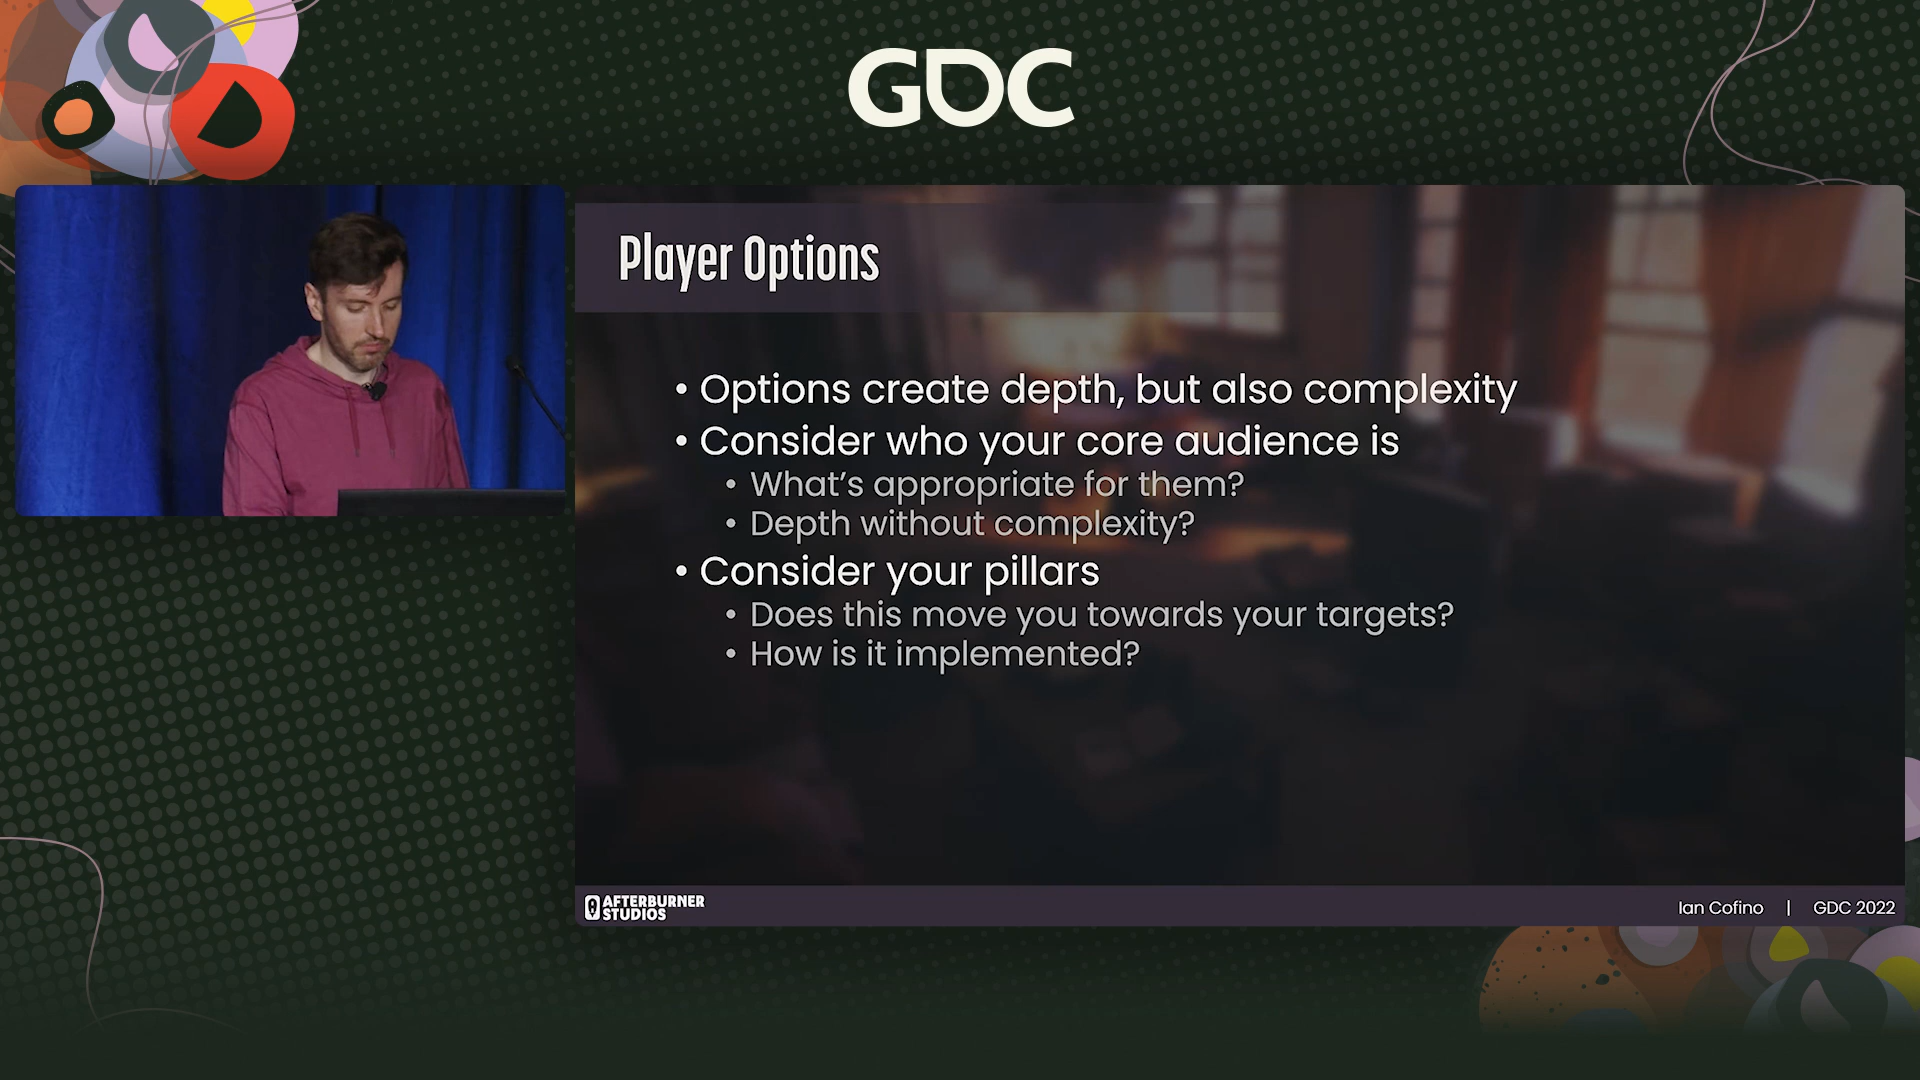 GDC
Player Options
• Options create depth, but also complexity
• Consider who your core audience is
• What’s appropriate for them?
• Depth without complexity?
• Consider your pillars
• Does this move you towards your targets?
• How is it implemented?
AFTERBURNER
STUDIOS
Ian Cofino | GDC 2022